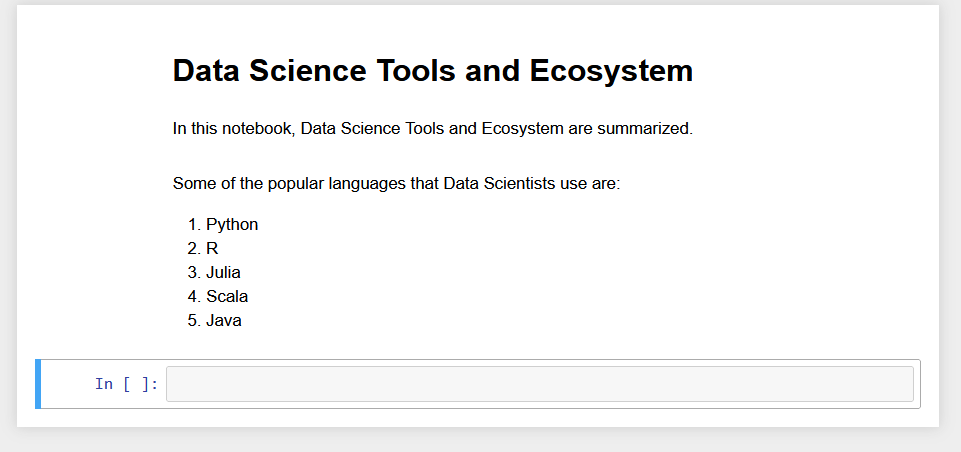 Data Science Tools and Ecosystem
In this notebook, Data Science Tools and Ecosystem are summarized.
Some of the popular languages that Data Scientists use are:
1. Python
2. R
3. Julia
4. Scala
5. Java
In [ ]: